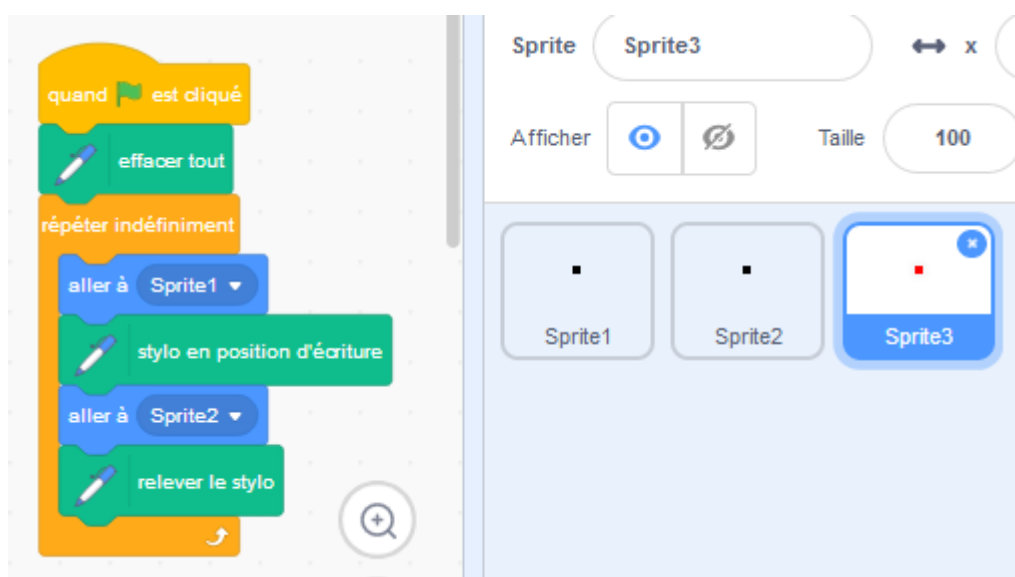 quand est cliqué
effacer tout
répéter indéfiniment
aller à Sprite1
stylo en position d'écriture
aller à Sprite2
relever le stylo
Sprite Sprite3 x
Afficher Taille 100
Sprite1 Sprite2 Sprite3